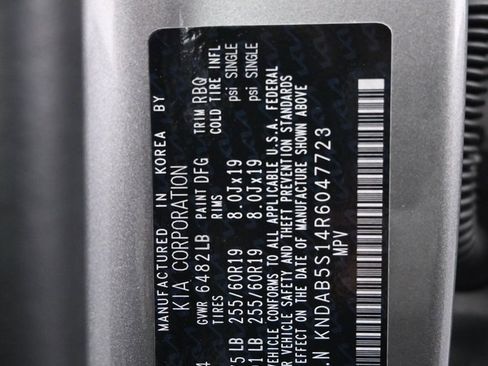 MANUFACTURED IN KOREA BY
KIA CORPORATION
GVWR 6482LB PAINT DFG TRIM RBQ
TIRES RIMS COLD TIRE INFL
LB 255/60R19 8.0Jx19 psi SINGLE
LB 255/60R19 8.0Jx19 psi SINGLE
VEHICLE CONFORMS TO ALL APPLICABLE U.S.A. FEDERAL
VEHICLE SAFETY AND THEFT PREVENTION STANDARDS
EFFECT ON THE DATE OF MANUFACTURE SHOWN ABOVE
.N KNDAB5S14R6047723
MPV